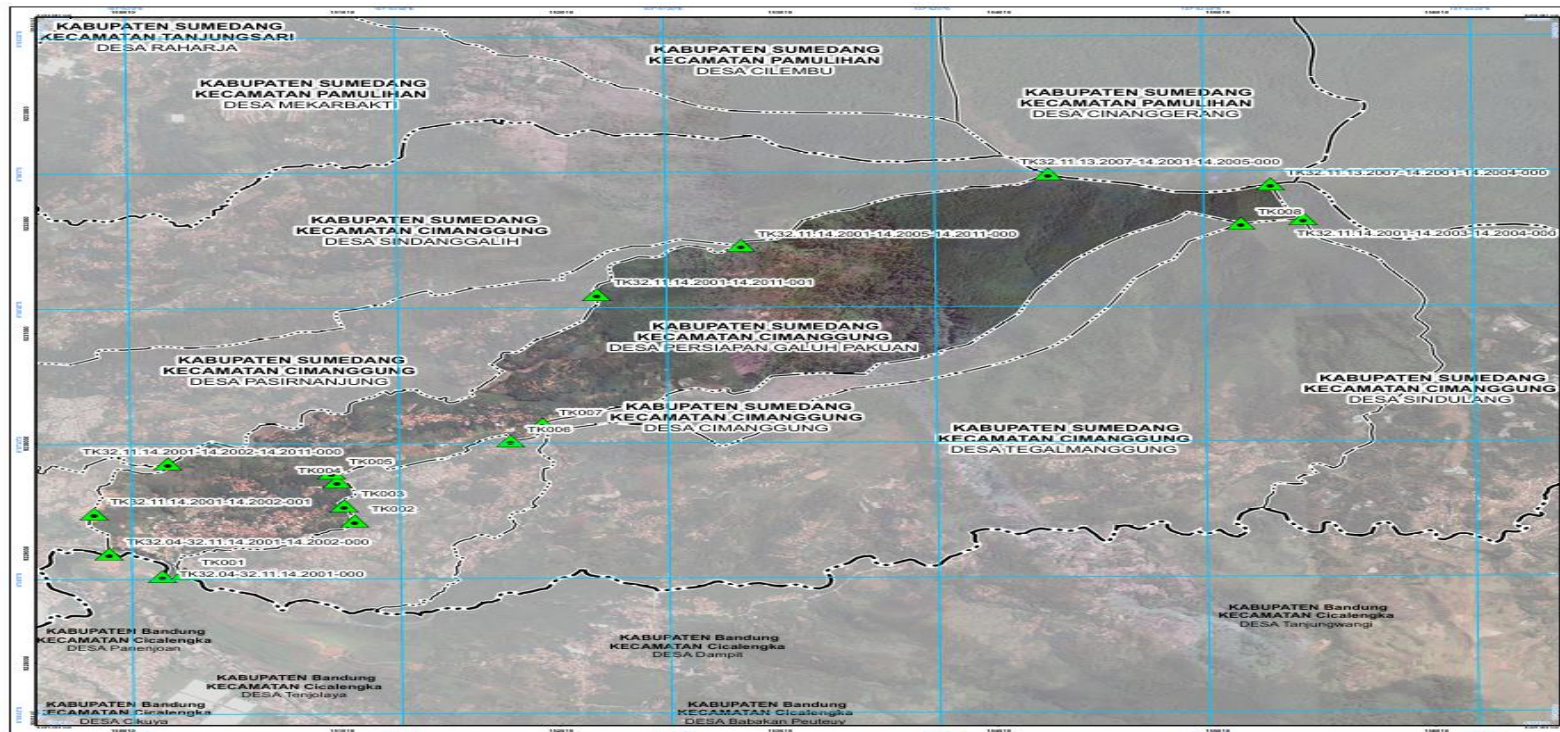 KABUPATEN SUMEDANG
KECAMATAN TANJUNGSARI
DESA RAHARJA
KABUPATEN SUMEDANG
KECAMATAN PAMULIHAN
DESA MEKARBAKTI
KABUPATEN SUMEDANG
KECAMATAN PAMULIHAN
DESA CILEMBU
KABUPATEN SUMEDANG
KECAMATAN PAMULIHAN
DESA CINANGGERANG
TK32.11.13.2007-14.2001-14.2005-000
TK32.11.13.2007-14.2001-14.2004-000
TK008
TK32.11.14.2001-14.2003-14.2004-000
KABUPATEN SUMEDANG
KECAMATAN CIMANGGUNG
DESA SINDANGGALIH
TK32.11.14.2001-14.2005-14.2011-000
TK32.11.14.2001-14.2011-001
KABUPATEN SUMEDANG
KECAMATAN CIMANGGUNG
DESA PERSIAPAN GALUH PAKUAN
KABUPATEN SUMEDANG
KECAMATAN CIMANGGUNG
DESA PASIRNANJUNG
KABUPATEN SUMEDANG
KECAMATAN CIMANGGUNG
DESA SINDULANG
TK007
TK006
KABUPATEN SUMEDANG
KECAMATAN CIMANGGUNG
DESA CIMANGGUNG
KABUPATEN SUMEDANG
KECAMATAN CIMANGGUNG
DESA TEGALMANGGUNG
TK32.11.14.2001-14.2002-14.2011-000
TK005
TK004
TK003
TK002
TK32.11.14.2001-14.2002-001
TK32.04-32.11.14.2001-14.2002-000
TK001
TK32.04-32.11.14.2001-000
KABUPATEN Bandung
KECAMATAN Cicalengka
DESA Panenjoan
KABUPATEN Bandung
KECAMATAN Cicalengka
DESA Dampit
KABUPATEN Bandung
KECAMATAN Cicalengka
DESA Tanjungwangi
KABUPATEN Bandung
KECAMATAN Cicalengka
DESA Tenjolaya
KABUPATEN Bandung
KECAMATAN Cicalengka
DESA Cikuya
KABUPATEN Bandung
KECAMATAN Cicalengka
DESA Babakan Peuteuy